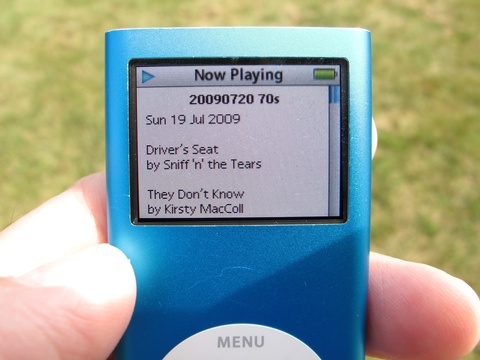 Now Playing
20090720 70s
Sun 19 Jul 2009
Driver's Seat
by Sniff 'n' the Tears
They Don't Know
by Kirsty MacColl
MENU